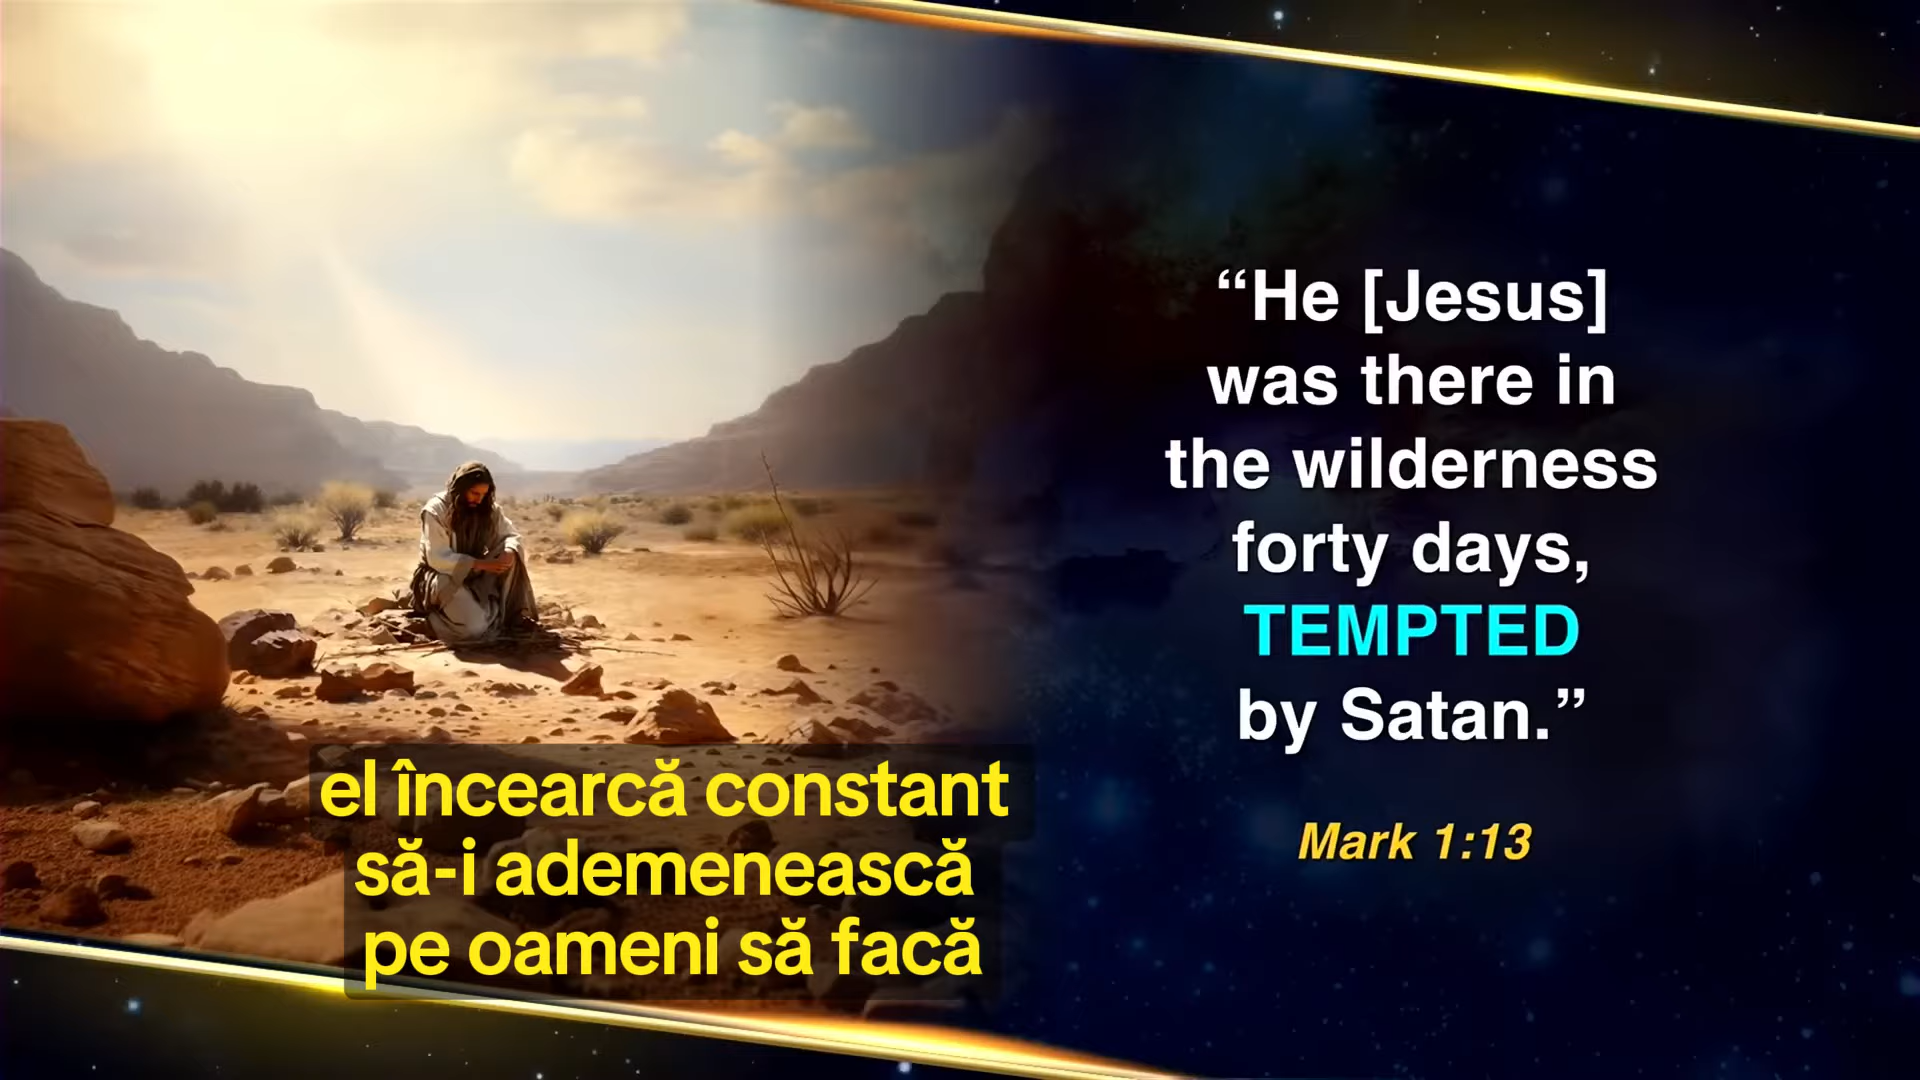 “He [Jesus]
was there in
the wilderness
forty days,
TEMPTED
by Satan.”
Mark 1:13
el încearcă constant
să-i ademenească
pe oameni să facă